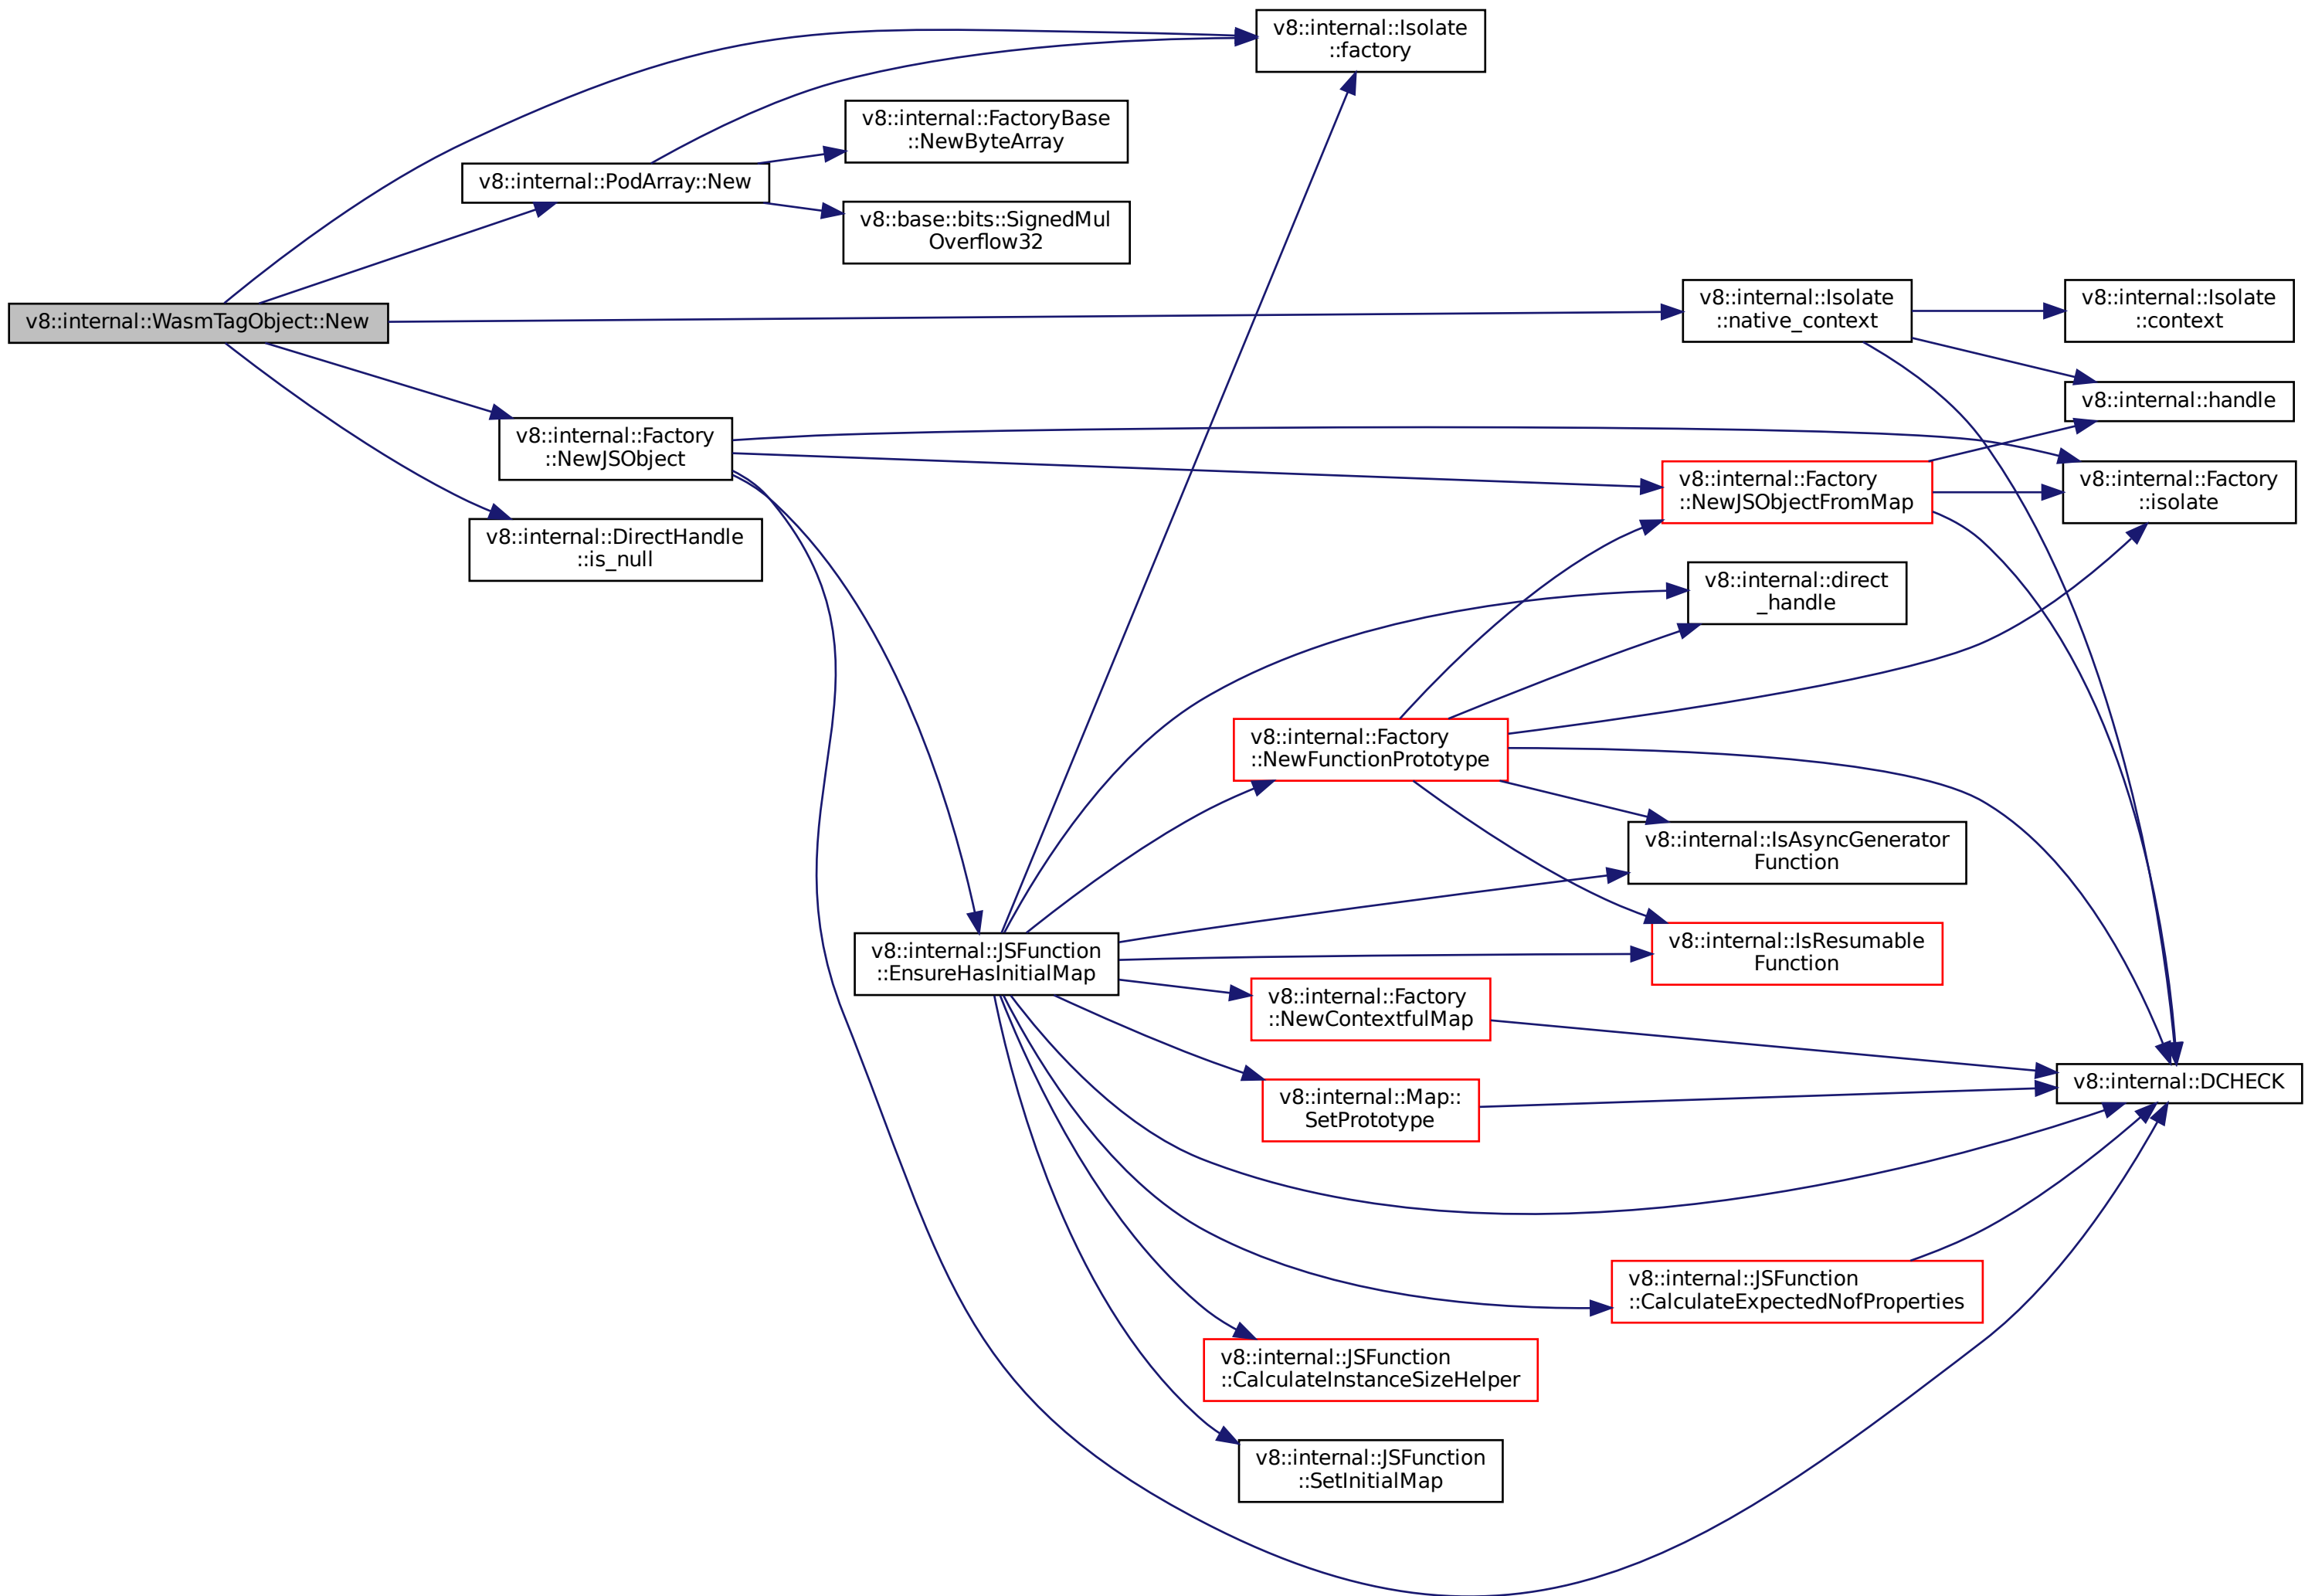 v8::internal::WasmTagObject::New
v8::internal::Isolate
::factory
v8::internal::PodArray::New
v8::internal::FactoryBase
::NewByteArray
v8::base::bits::SignedMul
Overflow32
v8::internal::Isolate
::native_context
v8::internal::Isolate
::context
v8::internal::handle
v8::internal::Factory
::NewJSObject
v8::internal::DirectHandle
::is_null
v8::internal::Factory
::NewJSObjectFromMap
v8::internal::Factory
::isolate
v8::internal::direct
_handle
v8::internal::Factory
::NewFunctionPrototype
v8::internal::IsAsyncGenerator
Function
v8::internal::IsResumable
Function
v8::internal::JSFunction
::EnsureHasInitialMap
v8::internal::Factory
::NewContextfulMap
v8::internal::Map::
SetPrototype
v8::internal::DCHECK
v8::internal::JSFunction
::CalculateExpectedNofProperties
v8::internal::JSFunction
::CalculateInstanceSizeHelper
v8::internal::JSFunction
::SetInitialMap